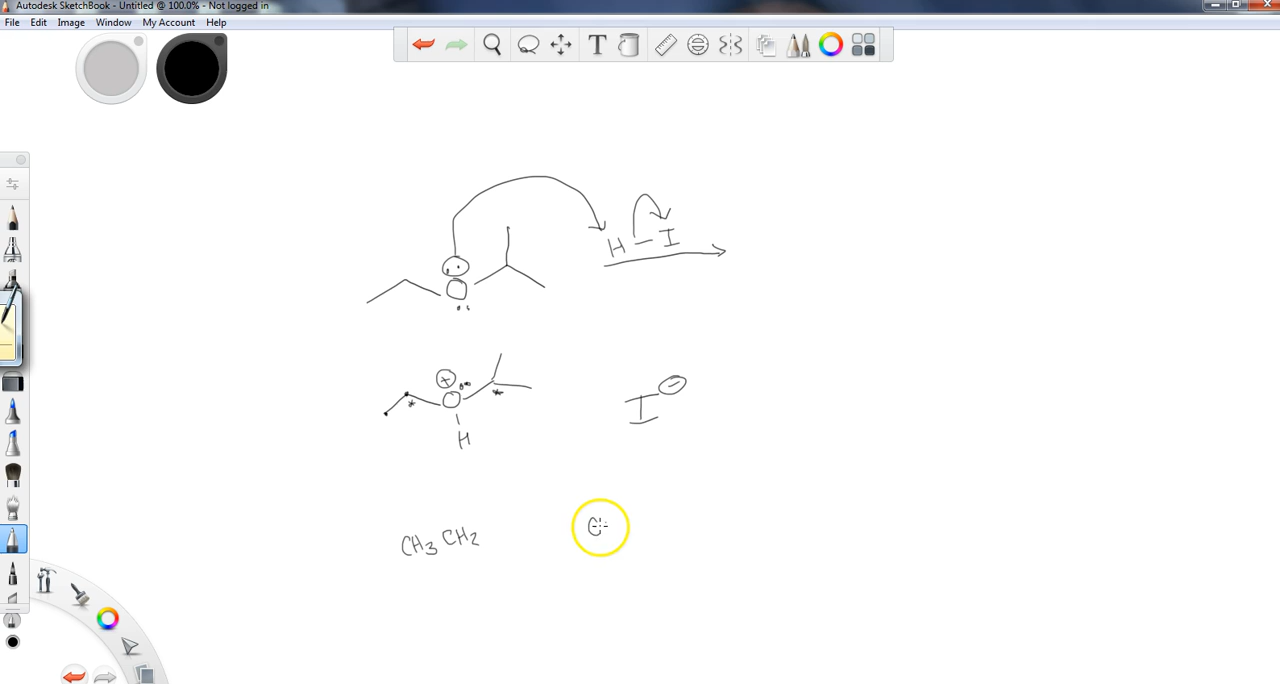 Autodesk SketchBook - Untitled @ 100.0% - Not logged in
File Edit Image Window My Account Help
T
H - I
O
+
O
H
I -
CH3 CH2
C